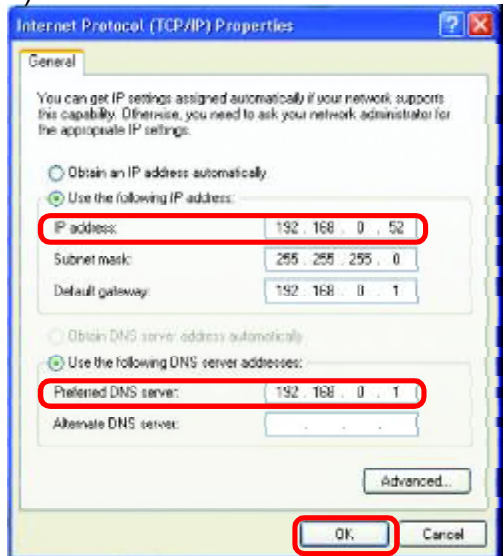 Internet Protocol (TCP/IP) Properties
General
You can get IP settings assigned automatically if your network supports
this capability. Otherwise, you need to ask your network administrator for
the appropriate IP settings.
Obtain an IP address automatically
Use the following IP address:
IP address: 192 . 168 . 0 . 52
Subnet mask: 255 . 255 . 255 . 0
Default gateway: 192 . 168 . 0 . 1
Obtain DNS server address automatically
Use the following DNS server addresses:
Preferred DNS server: 192 . 168 . 0 . 1
Alternate DNS server: . . .
Advanced...
OK Cancel